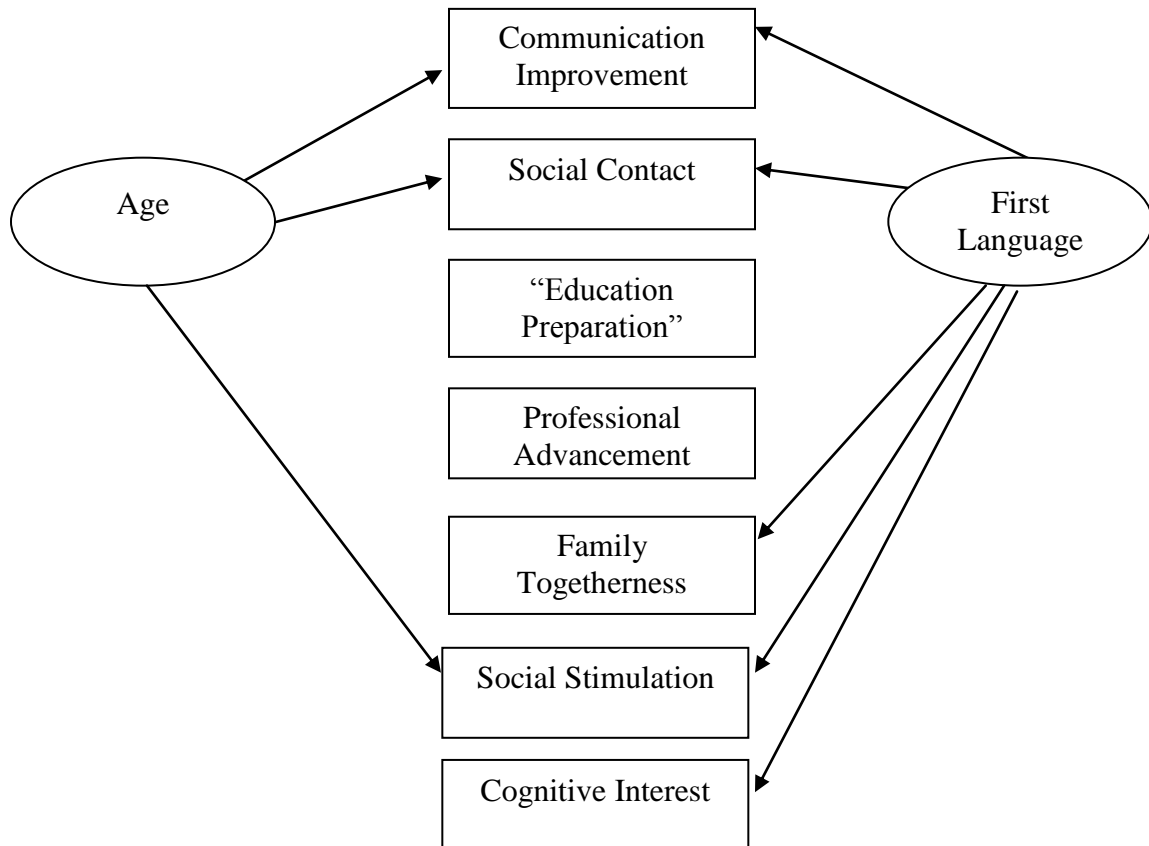 Communication
Improvement
Social Contact
Age
First
Language
“Education
Preparation”
Professional
Advancement
Family
Togetherness
Social Stimulation
Cognitive Interest